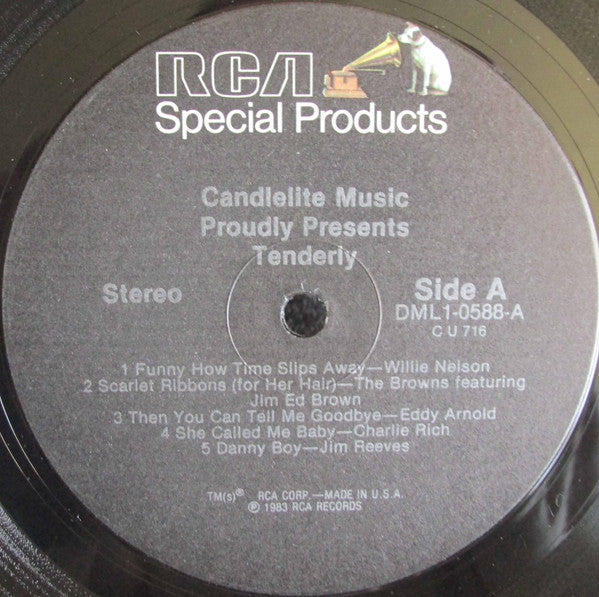 RCA
Special Products
Candlelite Music
Proudly Presents
Tenderly
Stereo
Side A
DML1-0588-A
C U 716
1 Funny How Time Slips Away—Willie Nelson
2 Scarlet Ribbons (for Her Hair)—The Browns featuring
Jim Ed Brown
3 Then You Can Tell Me Goodbye—Eddy Arnold
4 She Called Me Baby—Charlie Rich
5 Danny Boy—Jim Reeves
TM(s)® RCA CORP.—MADE IN U.S.A.
℗ 1983 RCA RECORDS